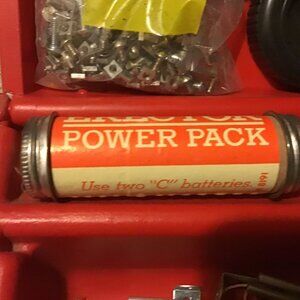 ERECTOR
POWER PACK
Use two "C" batteries.